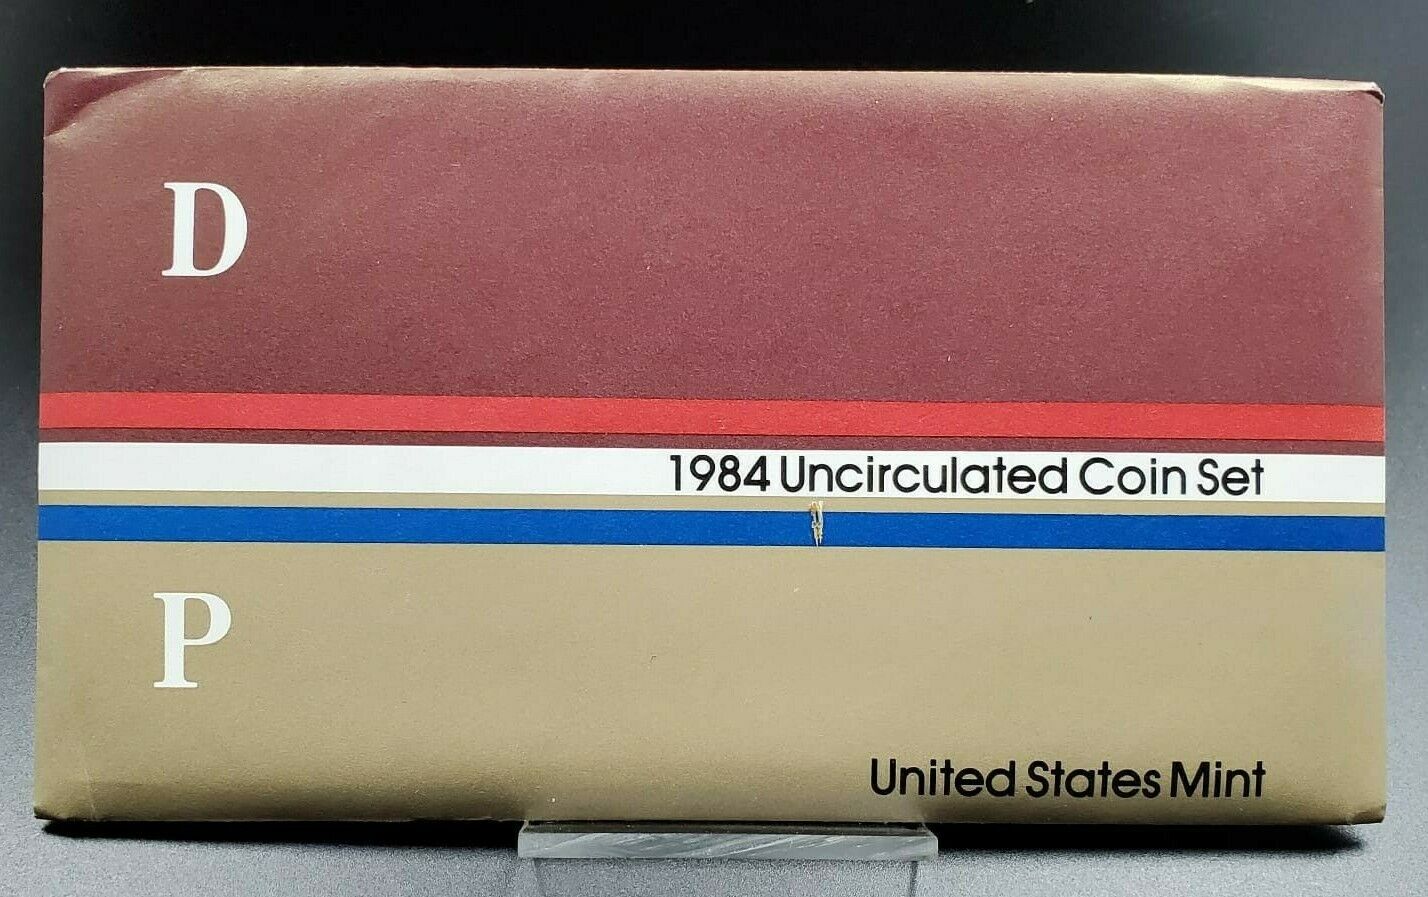 D
1984 Uncirculated Coin Set
P
United States Mint